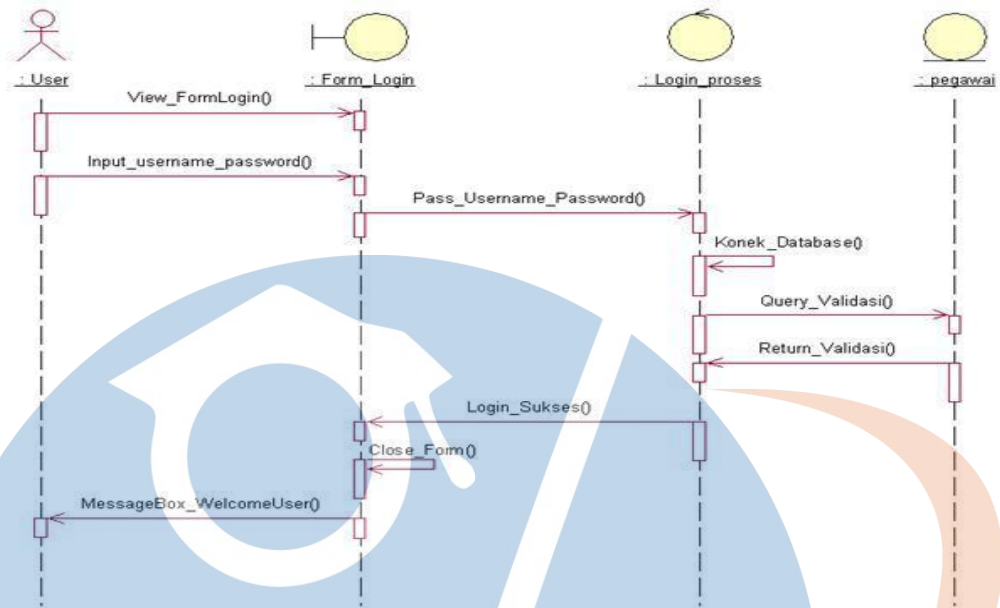 : User
: Form_Login
: Login_proses
: pegawai
View_FormLogin()
Input_username_password()
Pass_Username_Password()
Konek_Database()
Query_Validasi()
Return_Validasi()
Login_Sukses()
Close_Form()
MessageBox_WelcomeUser()